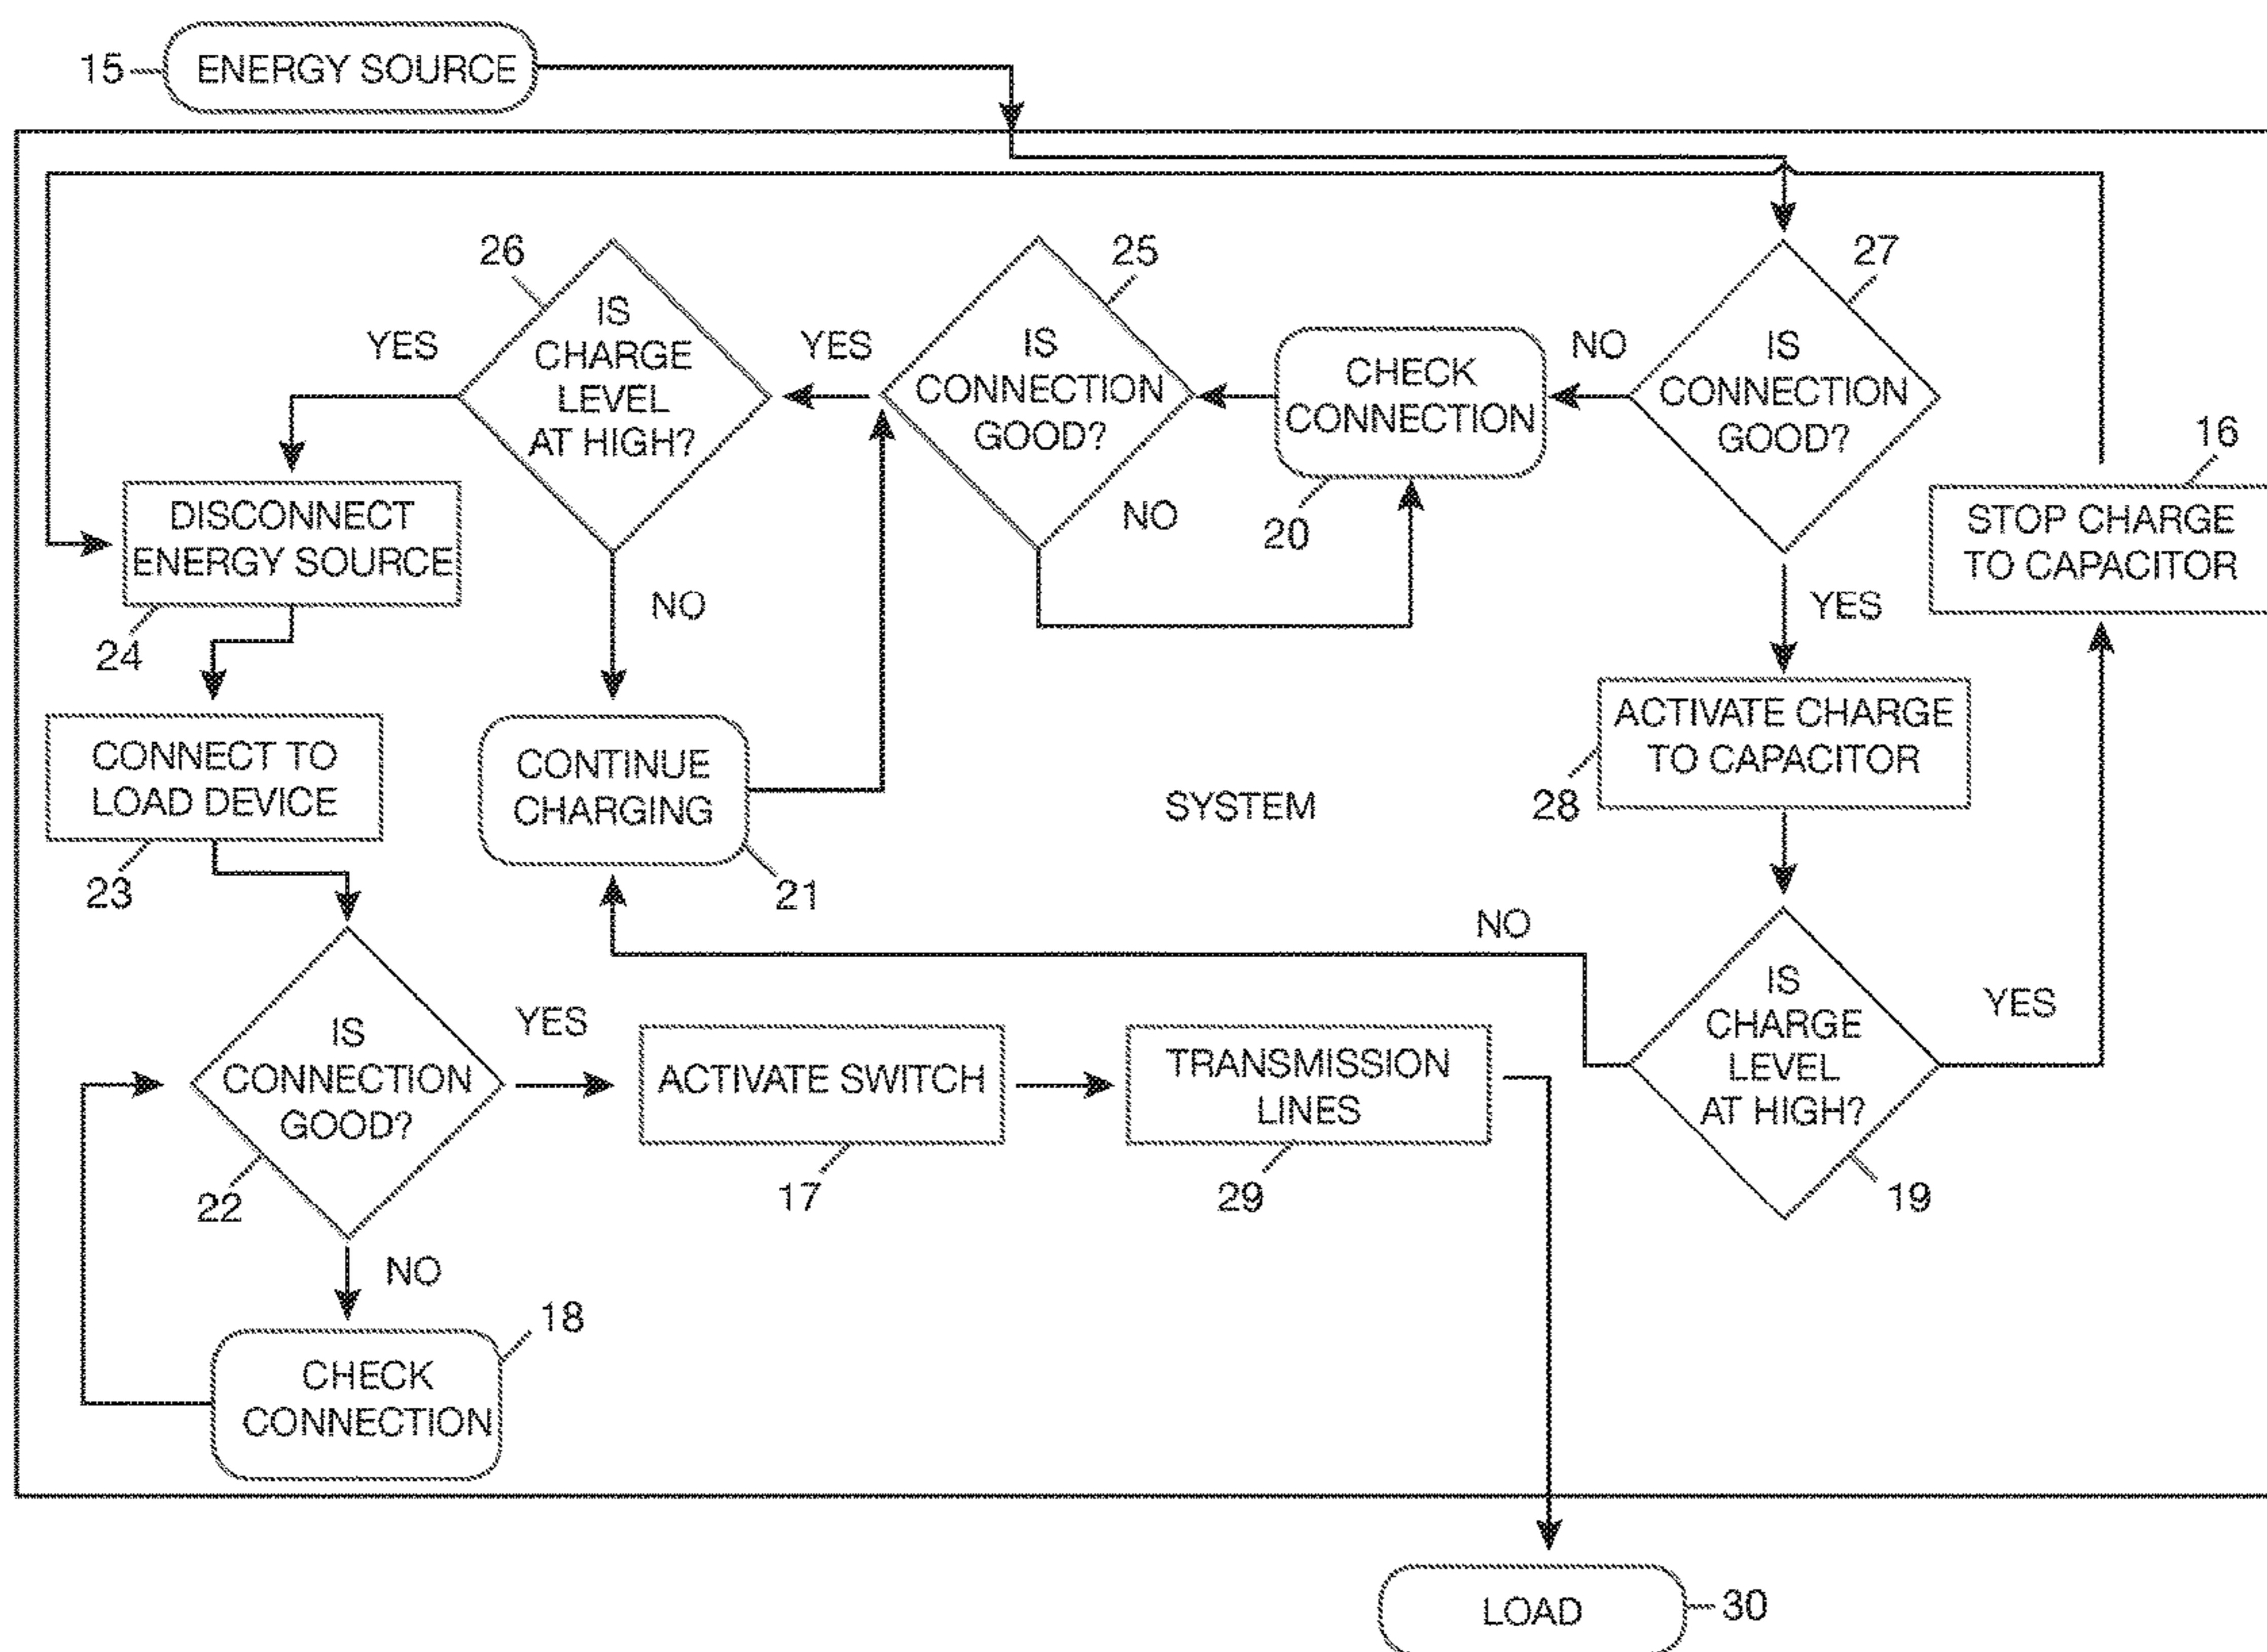 15
ENERGY SOURCE
26
25
27
IS
CHARGE
LEVEL
AT HIGH?
YES
YES
IS
CONNECTION
GOOD?
CHECK
CONNECTION
NO
IS
CONNECTION
GOOD?
16
STOP CHARGE
TO CAPACITOR
DISCONNECT
ENERGY SOURCE
NO
20
24
NO
YES
CONNECT TO
LOAD DEVICE
CONTINUE
CHARGING
SYSTEM
ACTIVATE CHARGE
TO CAPACITOR
28
23
21
NO
IS
CONNECTION
GOOD?
YES
ACTIVATE SWITCH
TRANSMISSION
LINES
IS
CHARGE
LEVEL
AT HIGH?
YES
22
17
29
19
NO
18
CHECK
CONNECTION
LOAD
30